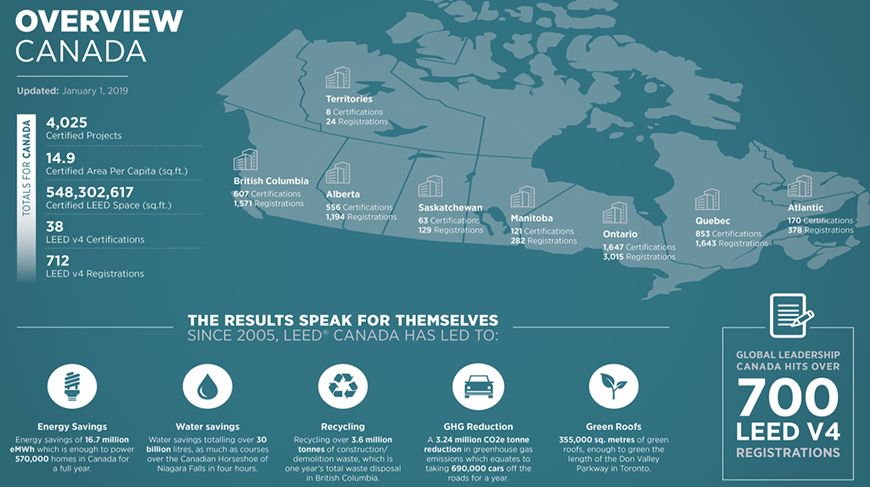 OVERVIEW
CANADA
Updated: January 1, 2019
TOTALS FOR CANADA
4,025
Certified Projects
14.9
Certified Area Per Capita (sq.ft.)
548,302,617
Certified LEED Space (sq.ft.)
38
LEED v4 Certifications
712
LEED v4 Registrations
Territories
8 Certifications
24 Registrations
British Columbia
607 Certifications
1,571 Registrations
Alberta
556 Certifications
1,194 Registrations
Saskatchewan
63 Certifications
129 Registrations
Manitoba
121 Certifications
282 Registrations
Ontario
1,647 Certifications
3,015 Registrations
Quebec
853 Certifications
1,643 Registrations
Atlantic
170 Certifications
378 Registrations
THE RESULTS SPEAK FOR THEMSELVES
SINCE 2005, LEED® CANADA HAS LED TO:
Energy Savings
Energy savings of 16.7 million
eMWh which is enough to power
570,000 homes in Canada for
a full year.
Water savings
Water savings totalling over 30
billion litres, as much as courses
over the Canadian Horseshoe of
Niagara Falls in four hours.
Recycling
Recycling over 3.6 million
tonnes of construction/
demolition waste, which is
one year's total waste disposal
in British Columbia.
GHG Reduction
A 3.24 million CO2e tonne
reduction in greenhouse gas
emissions which equates to
taking 690,000 cars off the
roads for a year.
Green Roofs
355,000 sq. metres of green
roofs, enough to green the
length of the Don Valley
Parkway in Toronto.
GLOBAL LEADERSHIP
CANADA HITS OVER
700
LEED V4
REGISTRATIONS